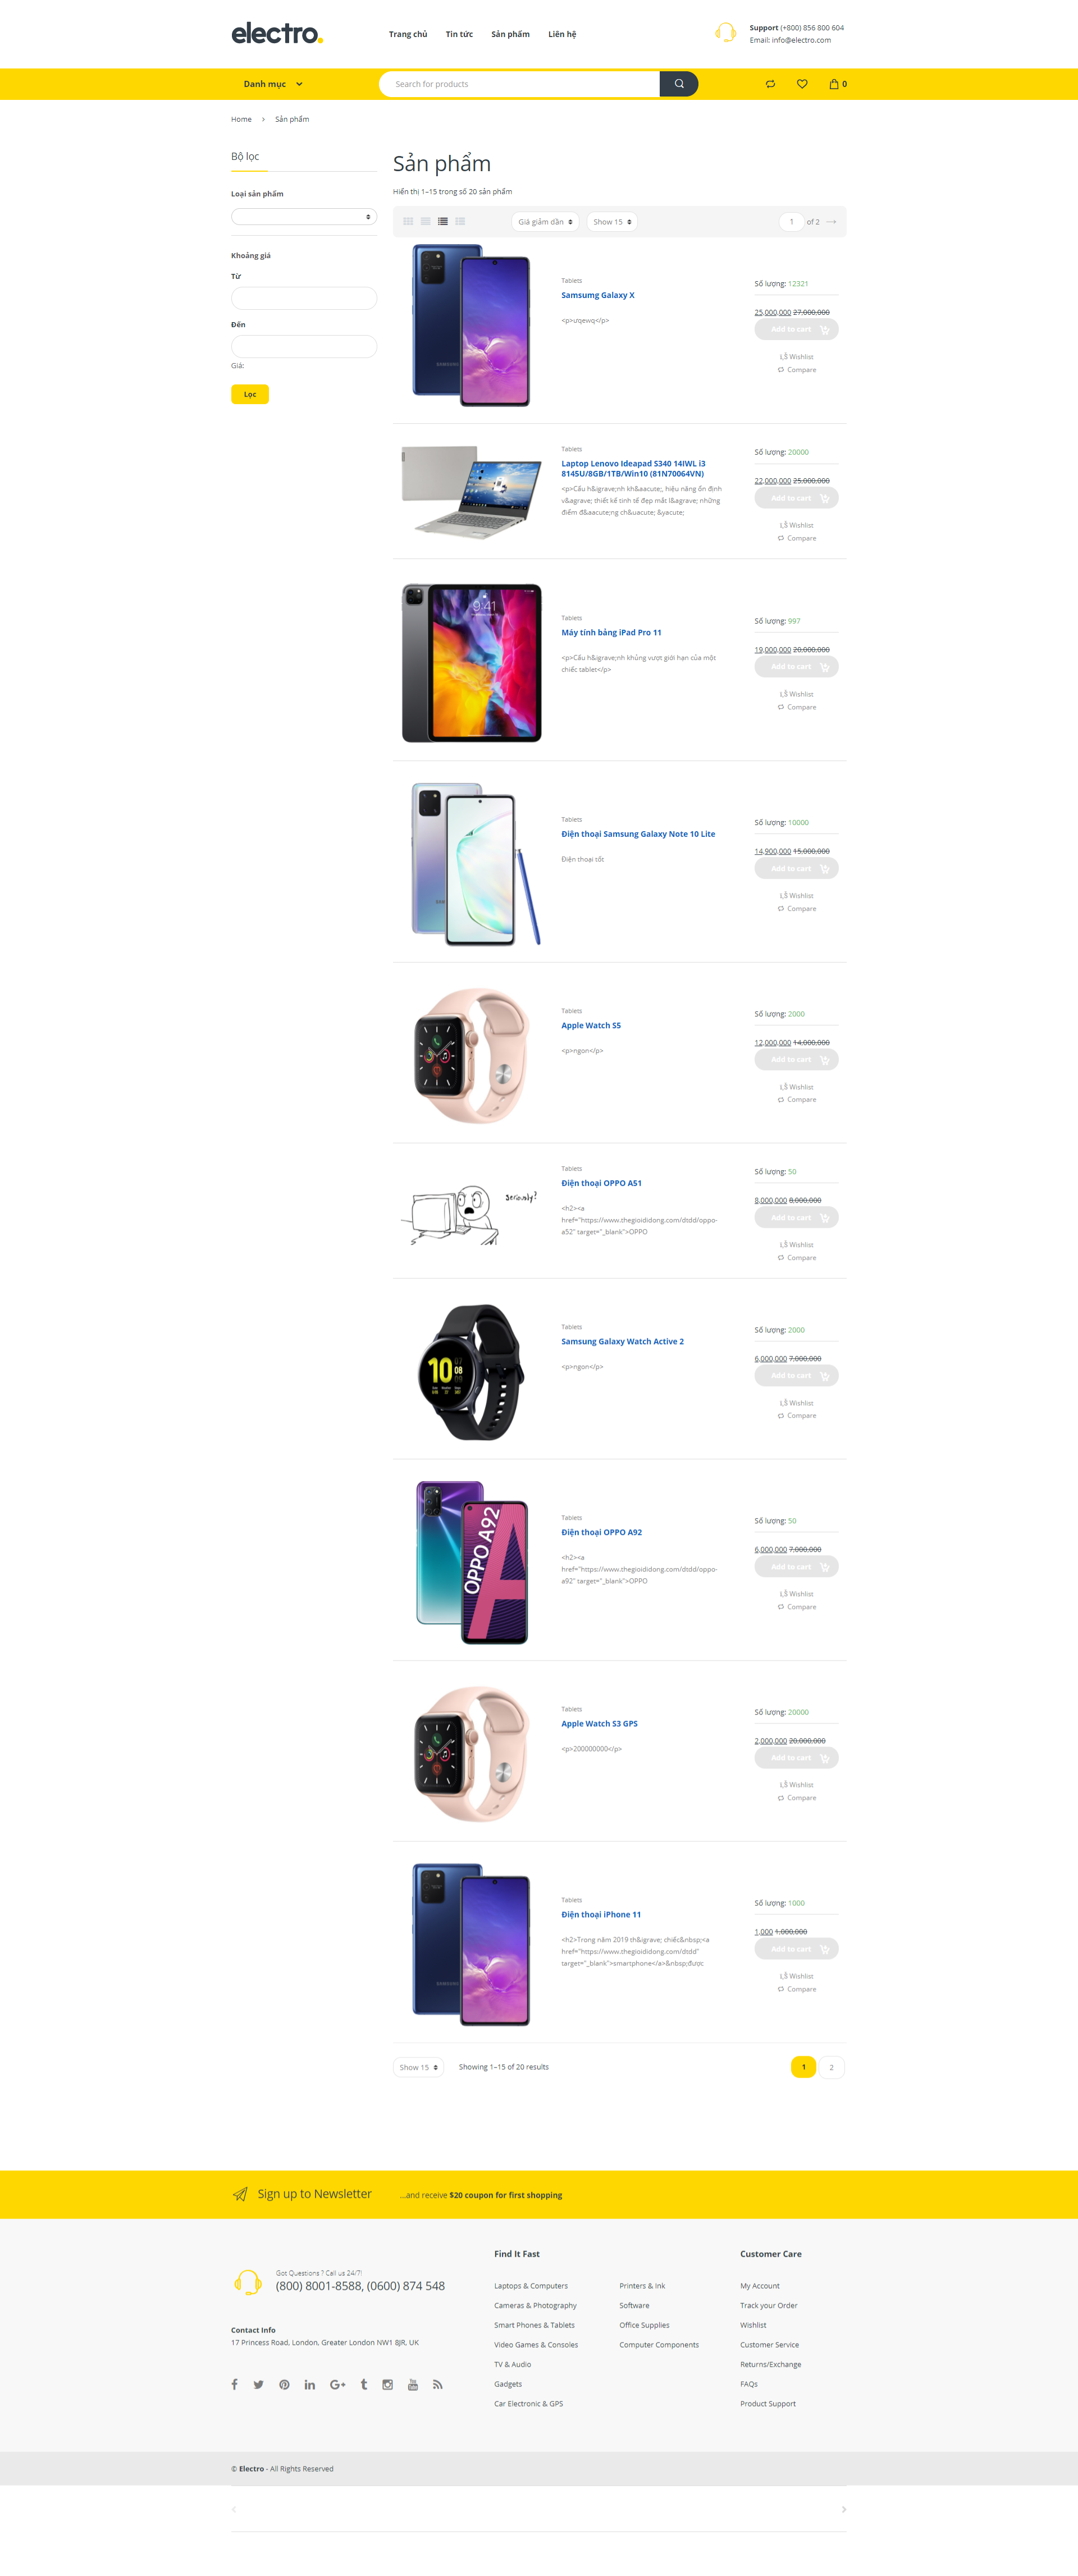 electro.
Trang chủ
Tin tức
Sản phẩm
Liên hệ
Support (+800) 856 800 604
Email: info@electro.com
Danh mục
Search for products
0
Home
Sản phẩm
Bộ lọc
Loại sản phẩm
Khoảng giá
Từ
Đến
Giá:
Lọc
Sản phẩm
Hiển thị 1–15 trong số 20 sản phẩm
Giá giảm dần
Show 15
1 of 2
Tablets
Samsumg Galaxy X
<p>ưqewq</p>
Số lượng: 12321
25,000,000 27,000,000
Add to cart
Wishlist
Compare
SAMSUNG
Tablets
Laptop Lenovo Ideapad S340 14IWL i3
8145U/8GB/1TB/Win10 (81N70064VN)
<p>Cấu h&igrave;nh kh&aacute;, hiệu năng ổn định
v&agrave; thiết kế tinh tế đẹp mắt l&agrave; những
điểm đ&aacute;ng ch&uacute; &yacute;
Số lượng: 20000
22,000,000 25,000,000
Add to cart
Wishlist
Compare
9:41
Tablets
Máy tính bảng iPad Pro 11
<p>Cấu h&igrave;nh khủng vượt giới hạn của một
chiếc tablet</p>
Số lượng: 997
19,000,000 20,000,000
Add to cart
Wishlist
Compare
Tablets
Điện thoại Samsung Galaxy Note 10 Lite
Điện thoại tốt
Số lượng: 10000
14,900,000 15,000,000
Add to cart
Wishlist
Compare
Tablets
Apple Watch S5
<p>ngon</p>
Số lượng: 2000
12,000,000 14,000,000
Add to cart
Wishlist
Compare
seriously?
Tablets
Điện thoại OPPO A51
<h2><a
href="https://www.thegioididong.com/dtdd/oppo-
a52" target="_blank">OPPO
Số lượng: 50
8,000,000 8,000,000
Add to cart
Wishlist
Compare
10
Tablets
Samsung Galaxy Watch Active 2
<p>ngon</p>
Số lượng: 2000
6,000,000 7,000,000
Add to cart
Wishlist
Compare
OPPO A92
Tablets
Điện thoại OPPO A92
<h2><a
href="https://www.thegioididong.com/dtdd/oppo-
a92" target="_blank">OPPO
Số lượng: 50
6,000,000 7,000,000
Add to cart
Wishlist
Compare
Tablets
Apple Watch S3 GPS
<p>200000000</p>
Số lượng: 20000
2,000,000 20,000,000
Add to cart
Wishlist
Compare
SAMSUNG
Tablets
Điện thoại iPhone 11
<h2>Trong năm 2019 th&igrave; chiếc&nbsp;<a
href="https://www.thegioididong.com/dtdd"
target="_blank">smartphone</a>&nbsp;được
Số lượng: 1000
1,000 1,000,000
Add to cart
Wishlist
Compare
Show 15
Showing 1–15 of 20 results
1
2
Sign up to Newsletter
...and receive $20 coupon for first shopping
Got Questions ? Call us 24/7!
(800) 8001-8588, (0600) 874 548
Contact Info
17 Princess Road, London, Greater London NW1 8JR, UK
Find It Fast
Laptops & Computers
Cameras & Photography
Smart Phones & Tablets
Video Games & Consoles
TV & Audio
Gadgets
Car Electronic & GPS
Printers & Ink
Software
Office Supplies
Computer Components
Customer Care
My Account
Track your Order
Wishlist
Customer Service
Returns/Exchange
FAQs
Product Support
© Electro - All Rights Reserved